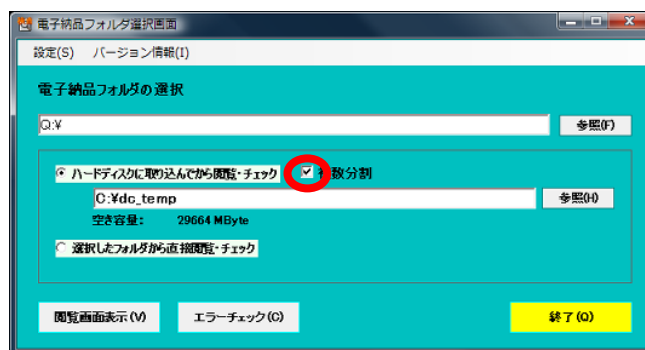 電子納品フォルダ選択画面
設定(S) バージョン情報(I)
電子納品フォルダの選択
Q:¥ 参照(F)
ハードディスクに取り込んでから閲覧・チェック 複数分割
C:¥dc_temp 参照(H)
空き容量： 29664 MByte
選択したフォルダから直接閲覧・チェック
閲覧画面表示(V) エラーチェック(C) 終了(Q)